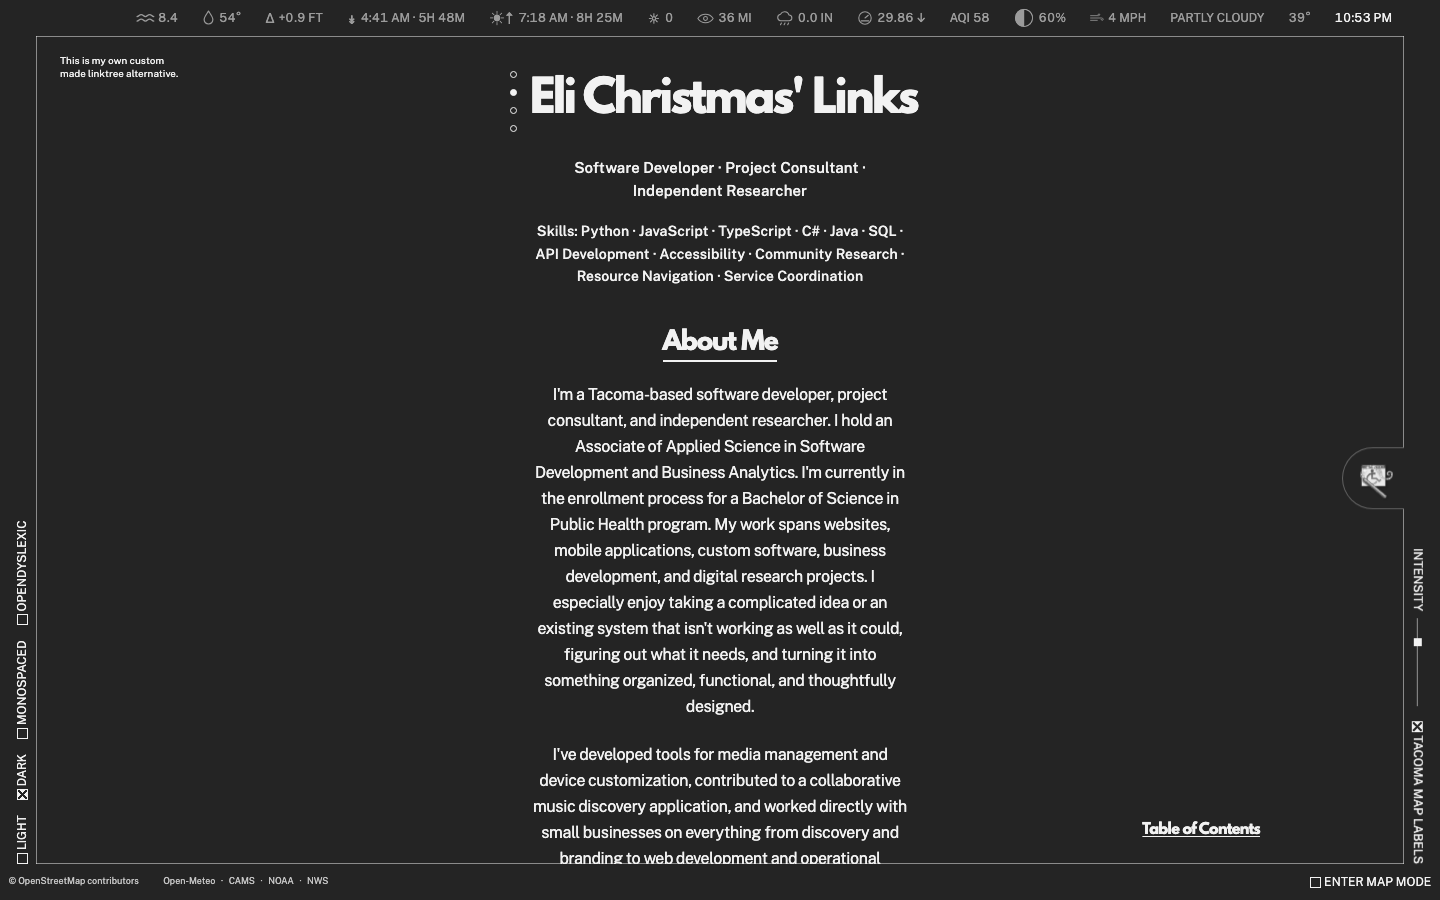 8.4 54° Δ +0.9 FT 4:41 AM · 5H 48M 7:18 AM · 8H 25M 0 36 MI 0.0 IN 29.86 ↓ AQI 58 60% 4 MPH PARTLY CLOUDY 39° 10:53 PM
This is my own custom
made linktree alternative.
Eli Christmas' Links
Software Developer · Project Consultant ·
Independent Researcher
Skills: Python · JavaScript · TypeScript · C# · Java · SQL ·
API Development · Accessibility · Community Research ·
Resource Navigation · Service Coordination
About Me
I'm a Tacoma-based software developer, project
consultant, and independent researcher. I hold an
Associate of Applied Science in Software
Development and Business Analytics. I'm currently in
the enrollment process for a Bachelor of Science in
Public Health program. My work spans websites,
mobile applications, custom software, business
development, and digital research projects. I
especially enjoy taking a complicated idea or an
existing system that isn't working as well as it could,
figuring out what it needs, and turning it into
something organized, functional, and thoughtfully
designed.
I've developed tools for media management and
device customization, contributed to a collaborative
music discovery application, and worked directly with
small businesses on everything from discovery and
branding to web development and operational
Table of Contents
OPENDYSLEXIC
MONOSPACED
DARK
LIGHT
INTENSITY
TACOMA MAP LABELS
© OpenStreetMap contributors Open-Meteo · CAMS · NOAA · NWS
ENTER MAP MODE